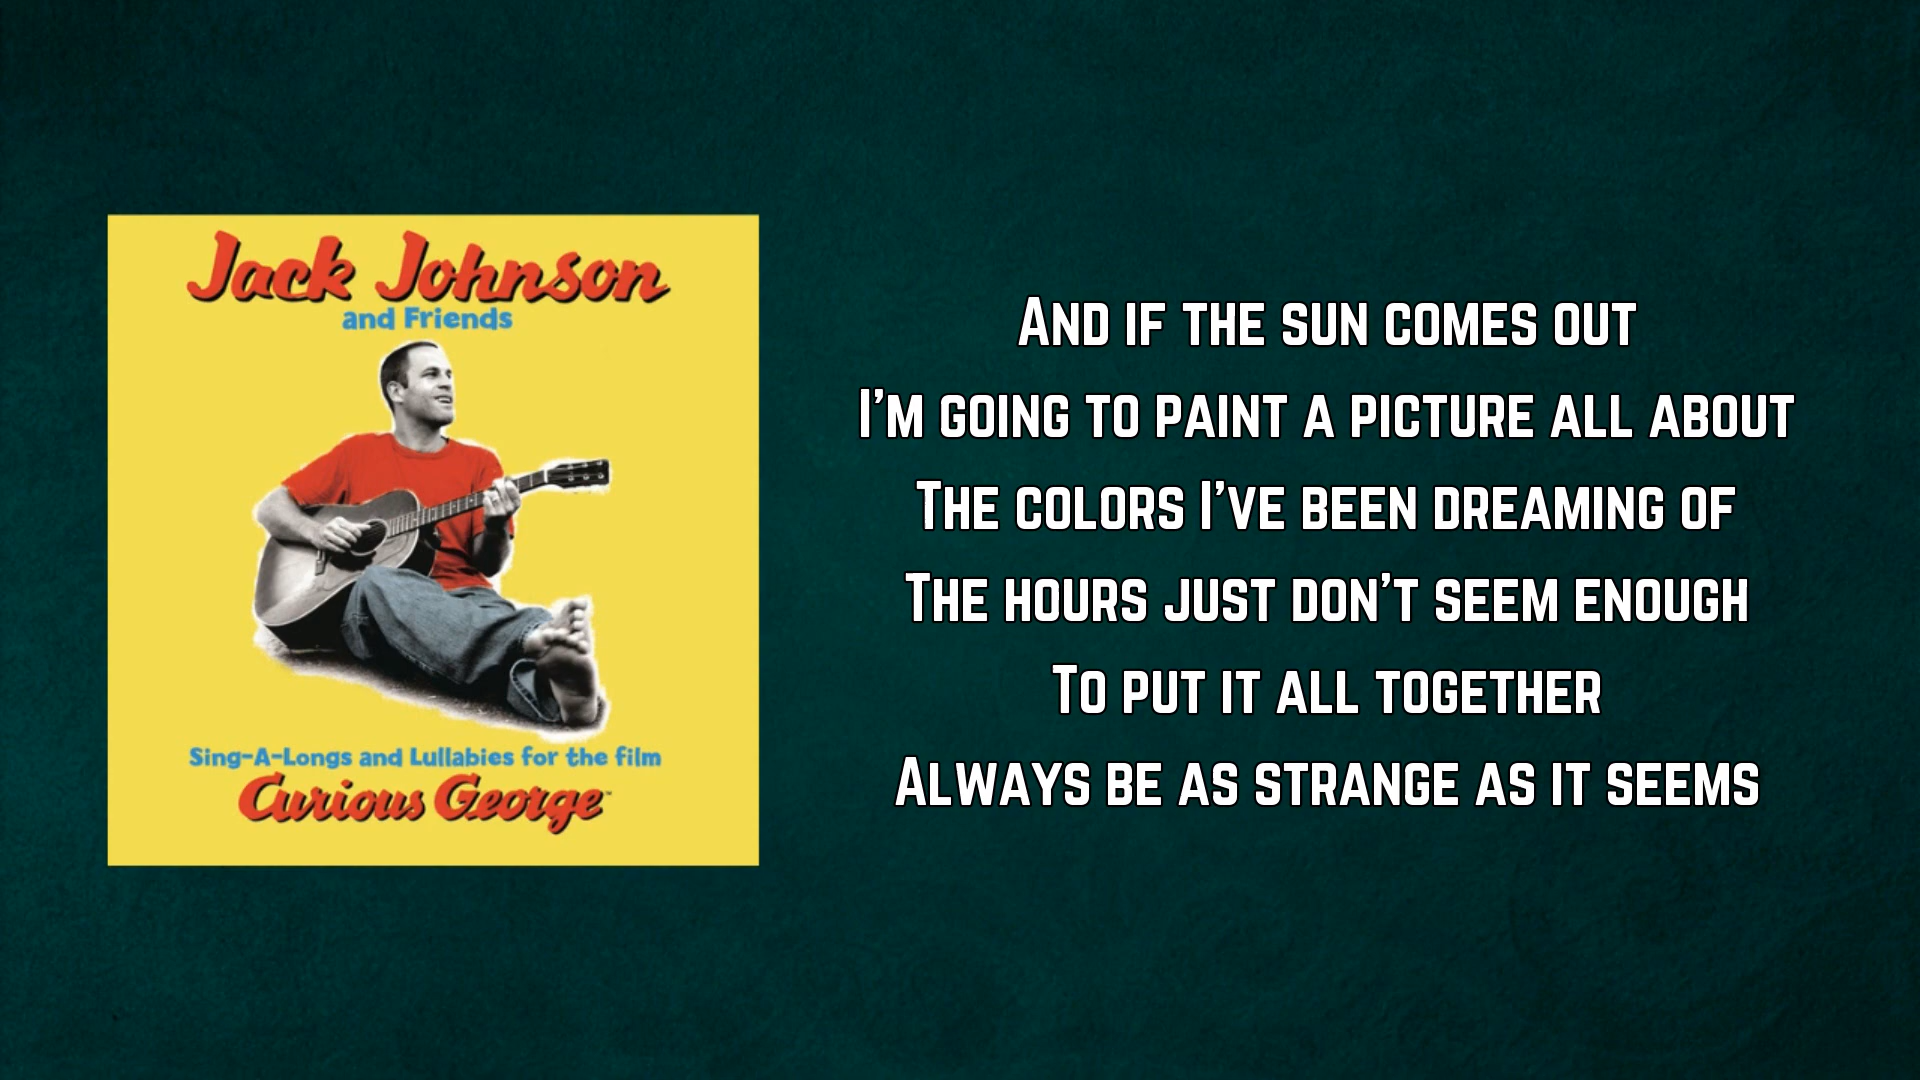 Jack Johnson
and Friends
Sing-A-Longs and Lullabies for the film
Curious George™
And if the sun comes out
I'm going to paint a picture all about
The colors I've been dreaming of
The hours just don't seem enough
To put it all together
Always be as strange as it seems